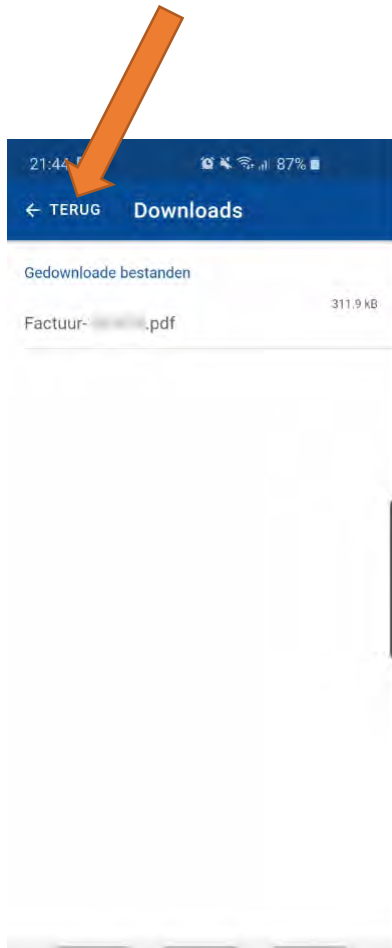 21:44 87%
← TERUG Downloads
Gedownloade bestanden
311.9 kB
Factuur- .pdf